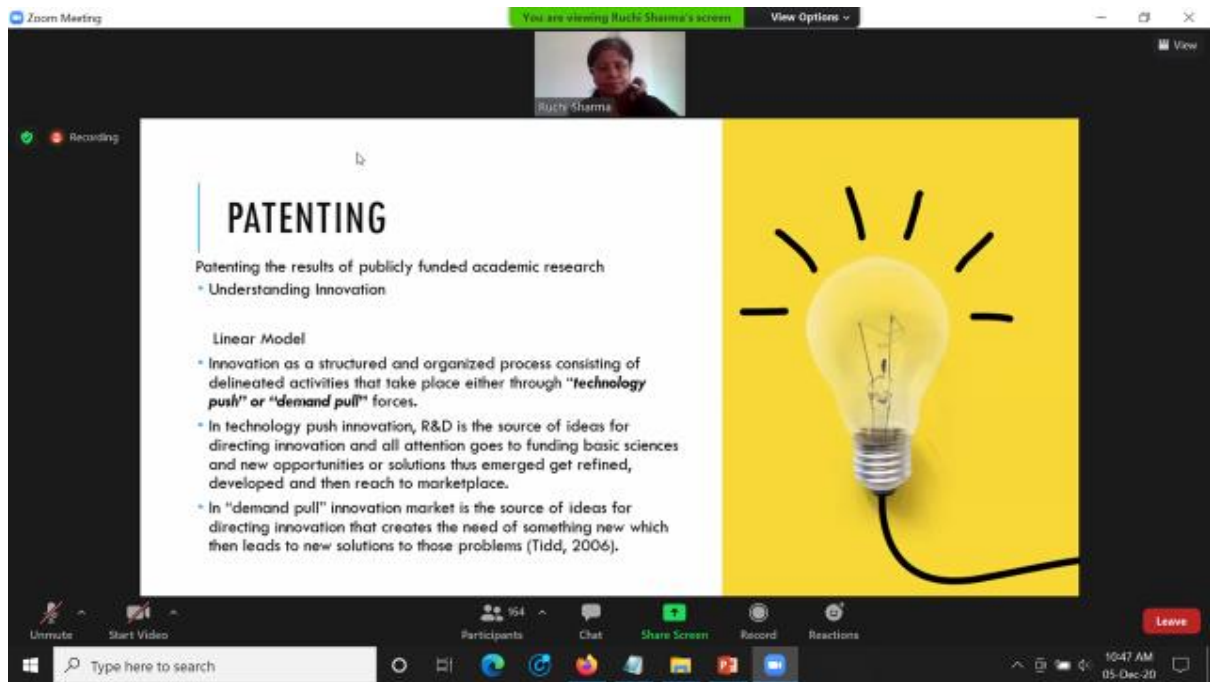 Zoom Meeting
You are viewing Ruchi Sharma's screen
View Options
View
Ruchi Sharma
Recording
PATENTING
Patenting the results of publicly funded academic research
Understanding Innovation
Linear Model
Innovation as a structured and organized process consisting of
delineated activities that take place either through "technology
push" or "demand pull" forces.
In technology push innovation, R&D is the source of ideas for
directing innovation and all attention goes to funding basic sciences
and new opportunities or solutions thus emerged get refined,
developed and then reach to marketplace.
In "demand pull" innovation market is the source of ideas for
directing innovation that creates the need of something new which
then leads to new solutions to those problems (Tidd, 2006).
Unmute
Start Video
164
Participants
Chat
Share Screen
Record
Reactions
Leave
Type here to search
10:47 AM
05-Dec-20